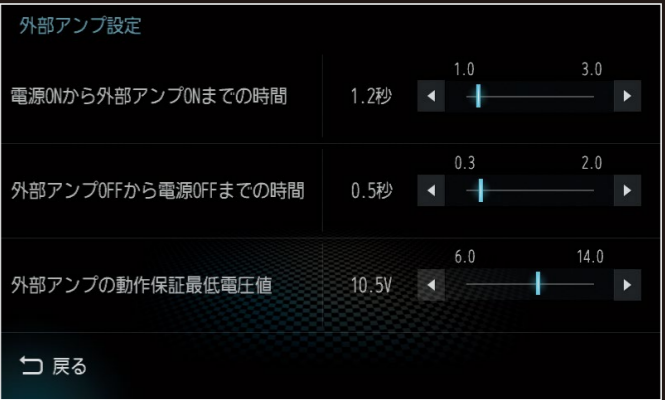 外部アンプ設定
1.0 3.0
電源ONから外部アンプONまでの時間 1.2秒
0.3 2.0
外部アンプOFFから電源OFFまでの時間 0.5秒
6.0 14.0
外部アンプの動作保証最低電圧値 10.5V
戻る